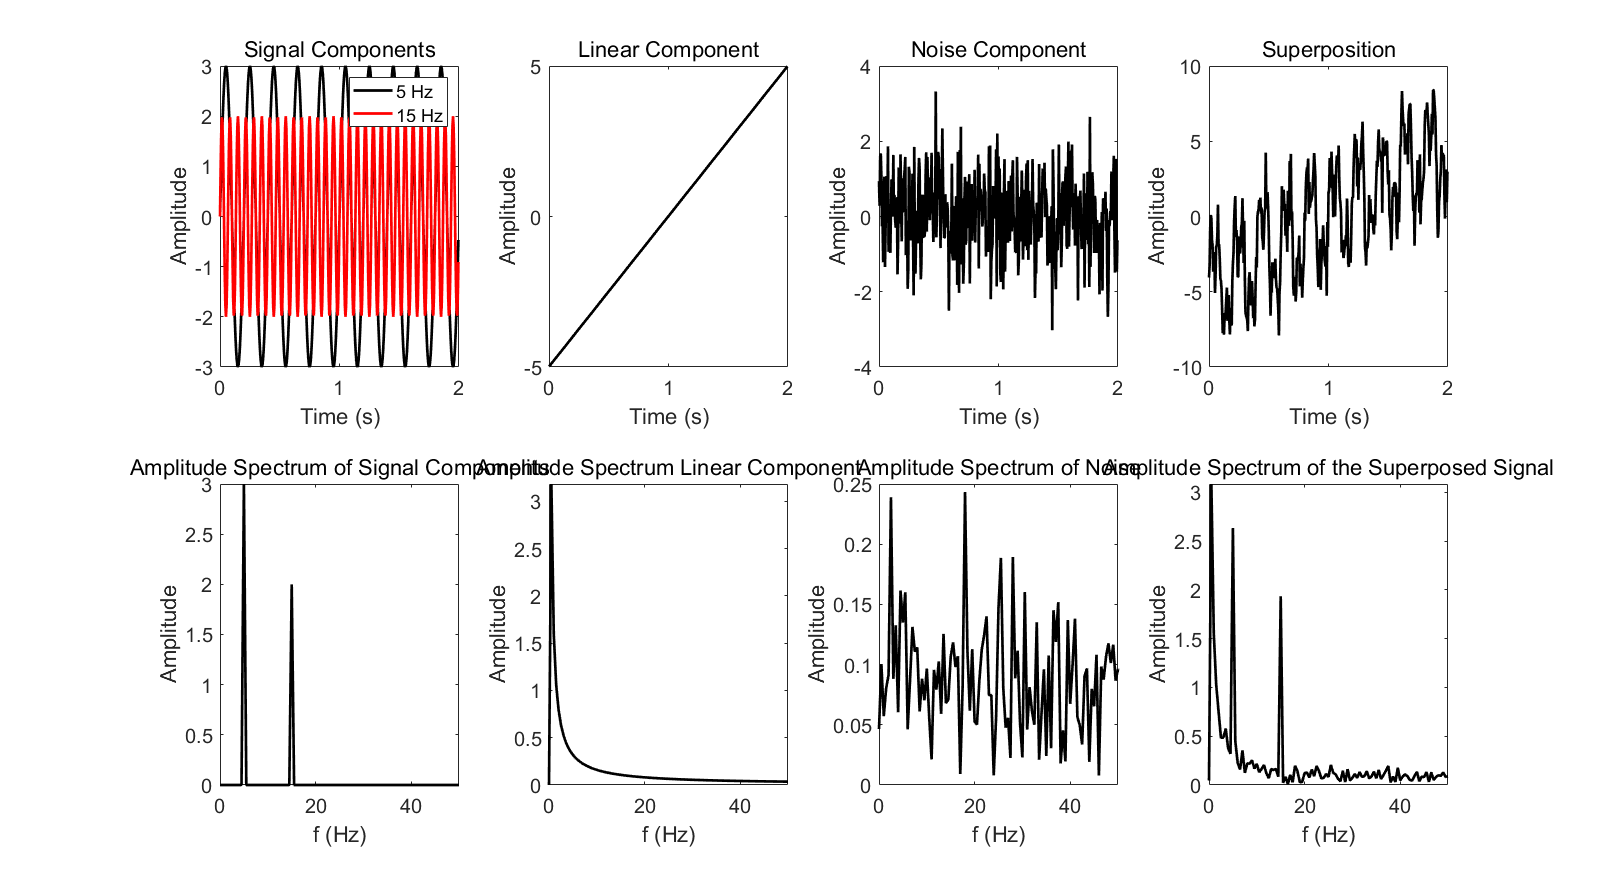 Signal Components
Linear Component
Noise Component
Superposition
3
2
1
0
-1
-2
-3
Amplitude
5 Hz
15 Hz
0
1
2
Time (s)
5
0
-5
Amplitude
0
1
2
Time (s)
4
2
0
-2
-4
Amplitude
0
1
2
Time (s)
10
5
0
-5
-10
Amplitude
0
1
2
Time (s)
Amplitude Spectrum of Signal Components
Amplitude Spectrum Linear Component
Amplitude Spectrum of Noise
Amplitude Spectrum of the Superposed Signal
3
2.5
2
1.5
1
0.5
0
Amplitude
0
20
40
f (Hz)
3
2.5
2
1.5
1
0.5
0
Amplitude
0
20
40
f (Hz)
0.25
0.2
0.15
0.1
0.05
0
Amplitude
0
20
40
f (Hz)
3
2.5
2
1.5
1
0.5
0
Amplitude
0
20
40
f (Hz)